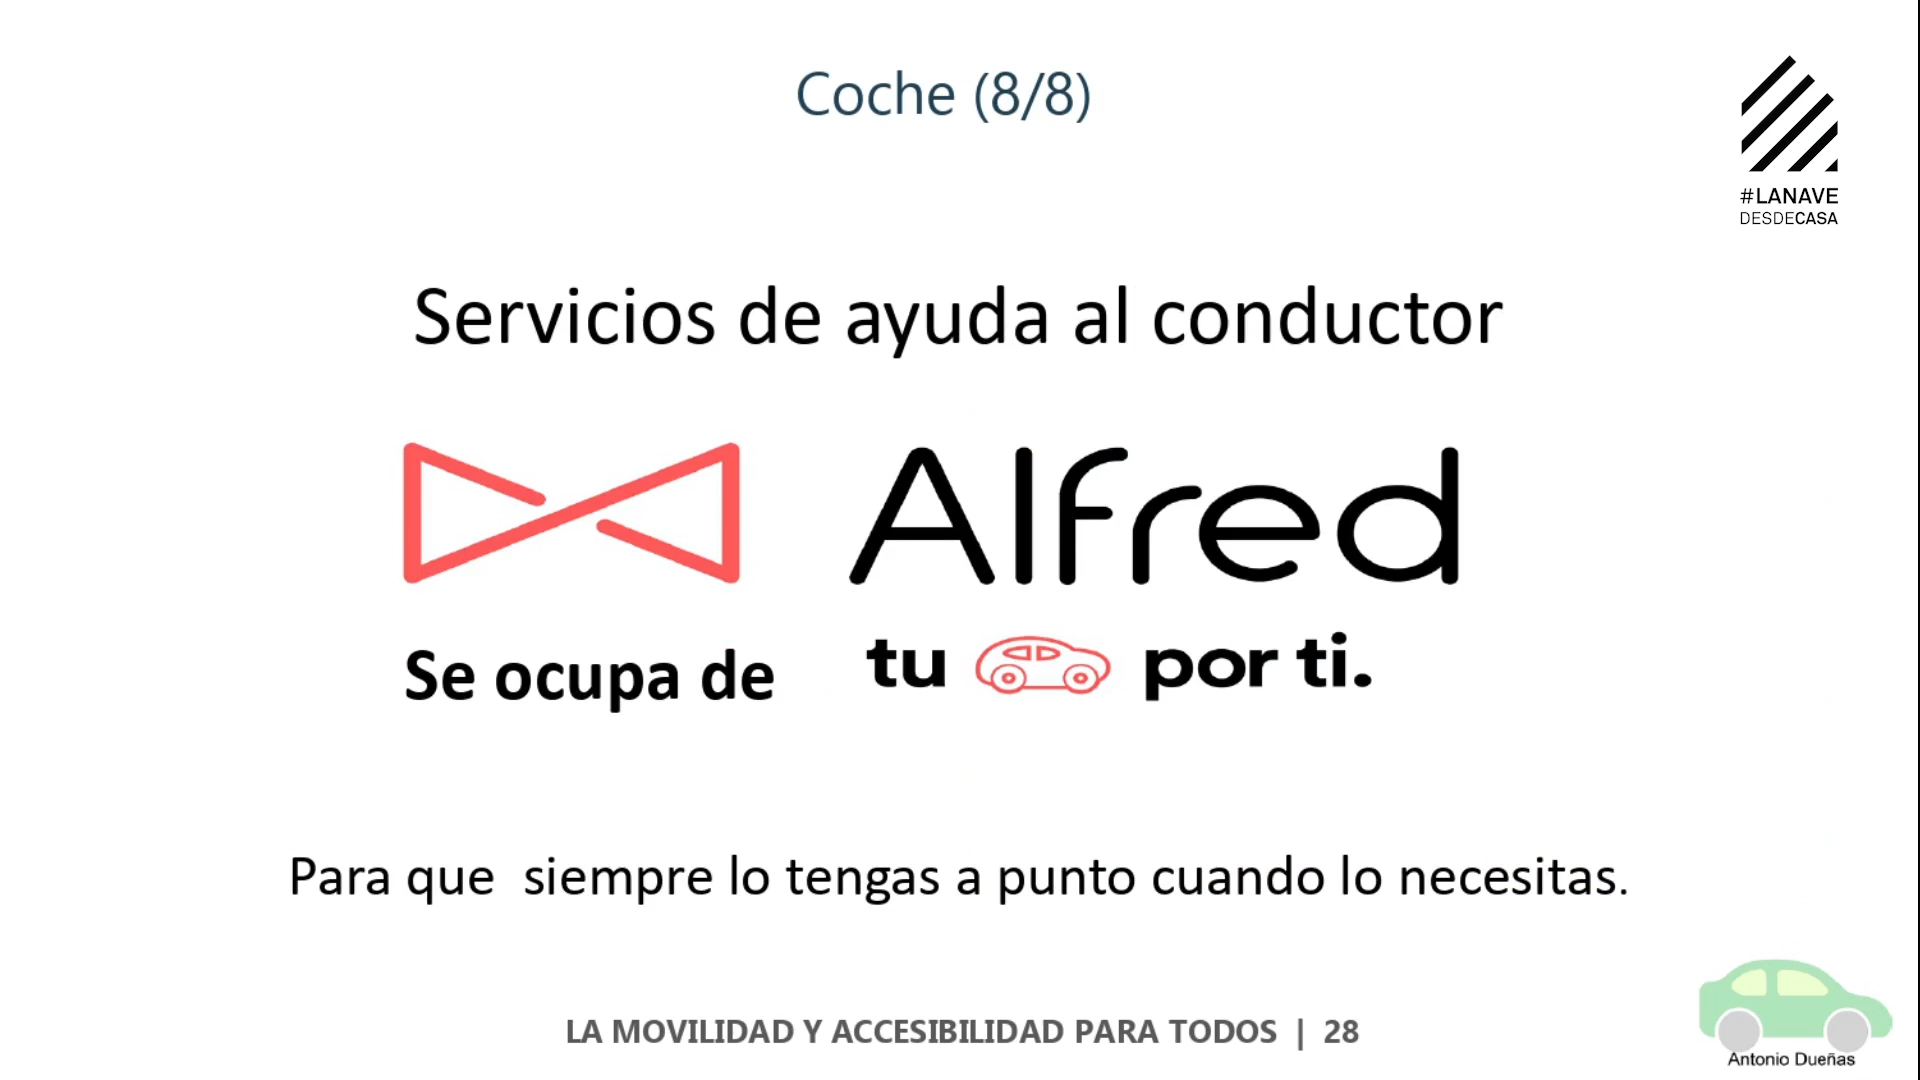 Coche (8/8)
#LANAVE
DESDECASA
Servicios de ayuda al conductor
Alfred
Se ocupa de tu por ti.
Para que siempre lo tengas a punto cuando lo necesitas.
LA MOVILIDAD Y ACCESIBILIDAD PARA TODOS | 28
Antonio Dueñas